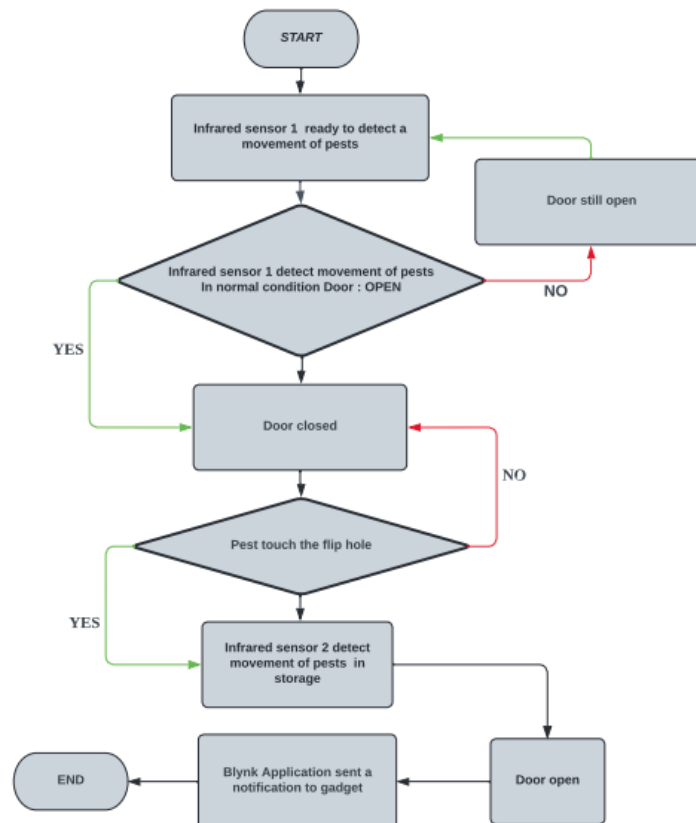 START
Infrared sensor 1 ready to detect a
movement of pests
Door still open
Infrared sensor 1 detect movement of pests
In normal condition Door : OPEN
NO
YES
Door closed
NO
Pest touch the flip hole
YES
Infrared sensor 2 detect
movement of pests in
storage
Blynk Application sent a
notification to gadget
END
Door open